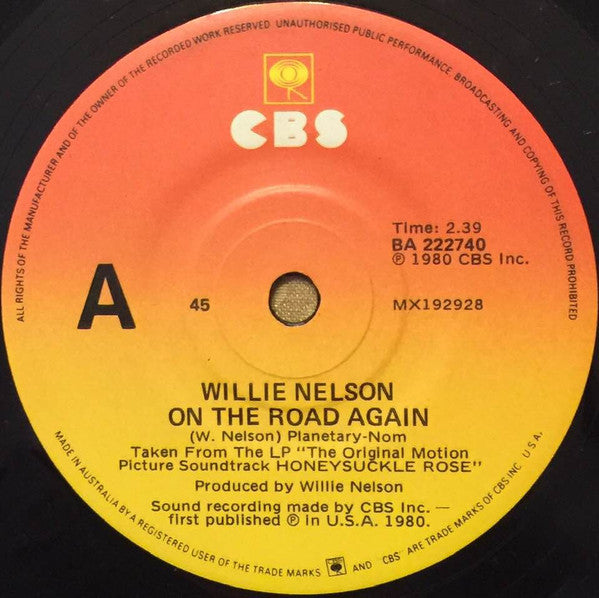 ALL RIGHTS OF THE MANUFACTURER AND OF THE OWNER OF THE RECORDED WORK RESERVED UNAUTHORISED PUBLIC PERFORMANCE, BROADCASTING AND COPYING OF THIS RECORD PROHIBITED
CBS
Time: 2.39
BA 222740
℗ 1980 CBS Inc.
A
45
MX192928
WILLIE NELSON
ON THE ROAD AGAIN
(W. Nelson) Planetary-Nom
Taken From The LP "The Original Motion
Picture Soundtrack HONEYSUCKLE ROSE"
Produced by Willie Nelson
Sound recording made by CBS Inc. —
first published ℗ in U.S.A. 1980.
MADE IN AUSTRALIA BY A REGISTERED USER OF THE TRADE MARKS AND "CBS" ARE TRADE MARKS OF CBS INC U.S.A.